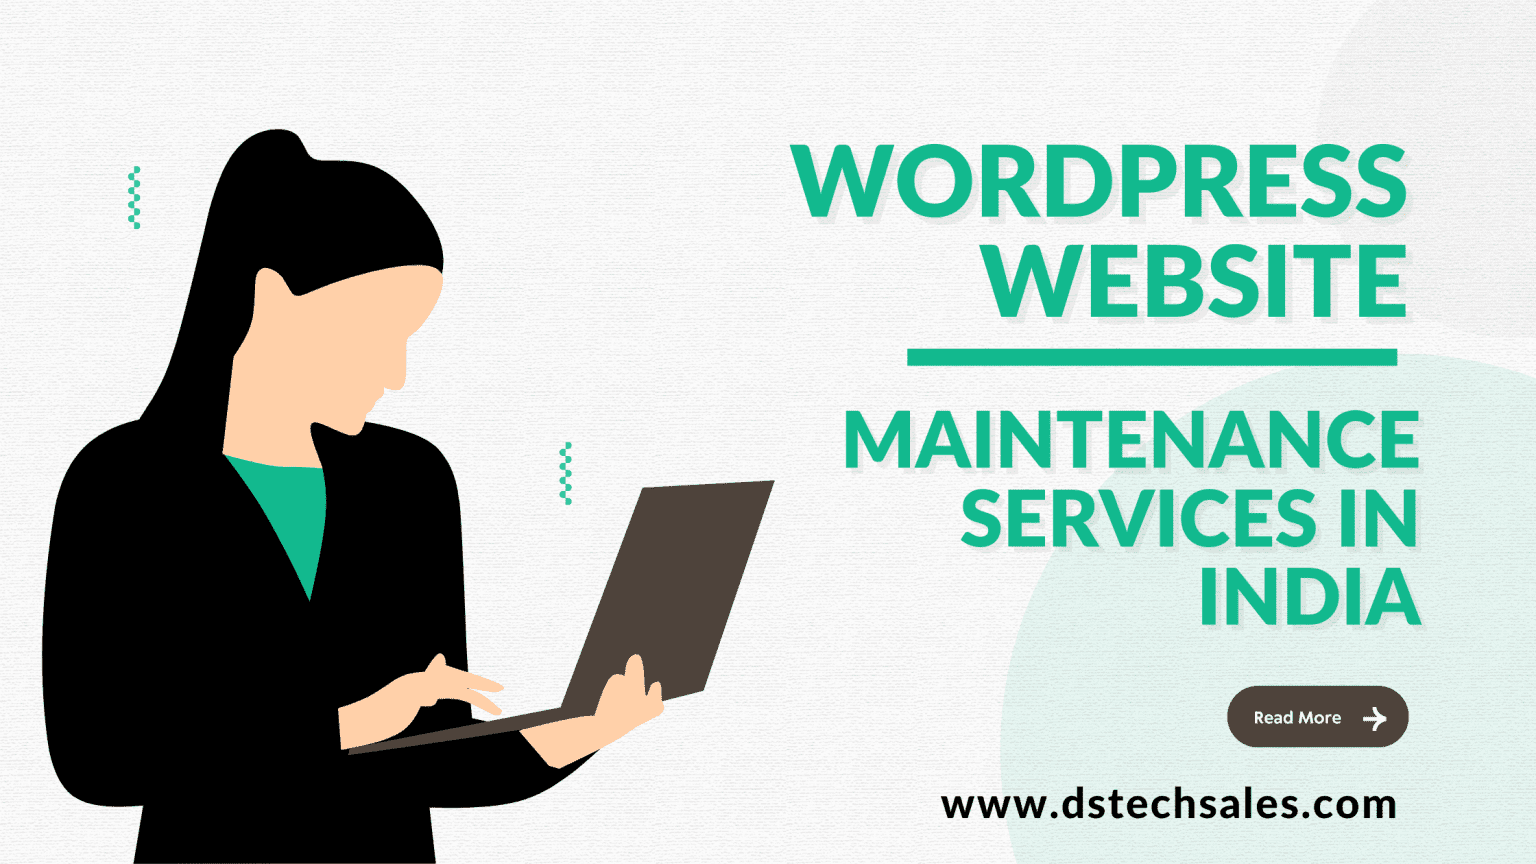 WORDPRESS
WEBSITE
MAINTENANCE
SERVICES IN
INDIA
Read More
www.dstechsales.com